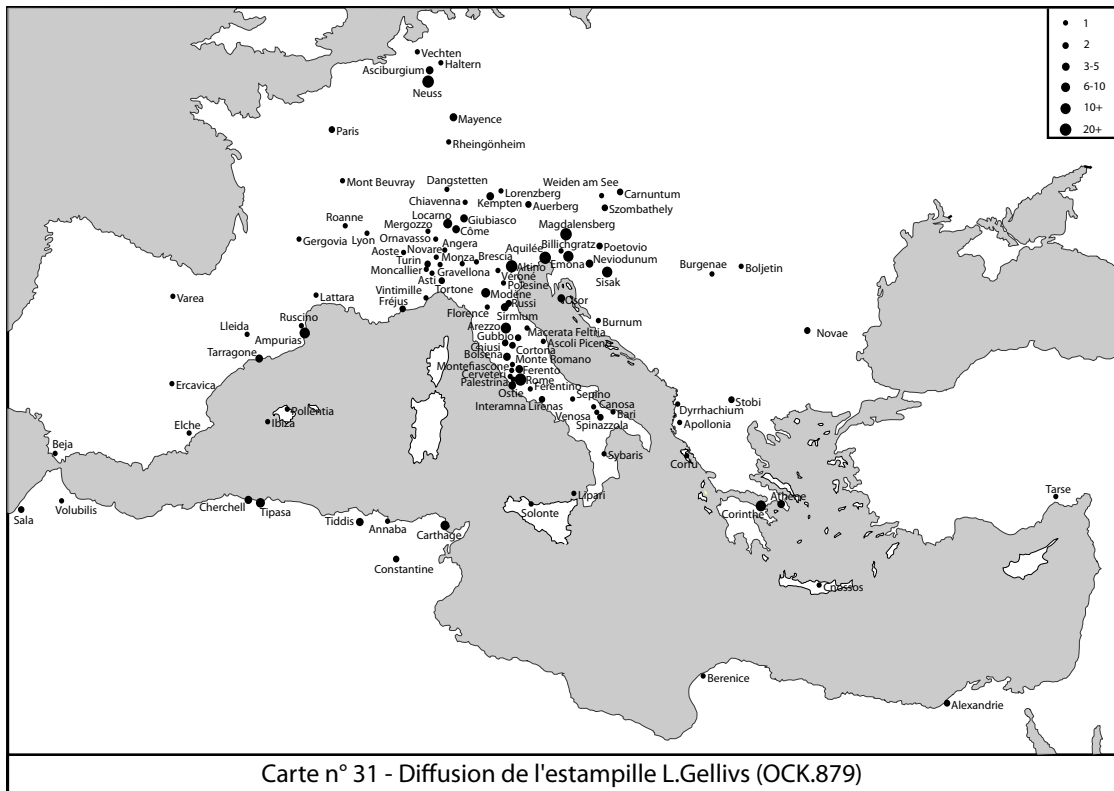 1
2
3-5
6-10
10+
20+
Vechten
Haltern
Asciburgium
Neuss
Mayence
Paris
Rheingönheim
Mont Beuvray
Dangstetten
Lorenzberg
Weiden am See
Carnuntum
Chiavenna
Kempten
Auerberg
Szombathely
Roanne
Locarno
Giubiasco
Mergozzo
Côme
Magdalensberg
Gergovia
Lyon
Ornavasso
Angera
Aquilée
Billichgratz
Poetovio
Aoste
Novare
Monza
Brescia
Emona
Neviodunum
Turin
Altino
Moncallier
Gravellona
Verone
Sisak
Burgenae
Boljetin
Asti
Tortone
Polesine
Varea
Lattara
Vintimille
Fréjus
Modène
Russi
Osor
Florence
Sirmium
Burnum
Novae
Lleida
Ruscino
Ampurias
Arezzo
Macerata Feltria
Gubbio
Ascoli Piceno
Tarragone
Chiusi
Cortona
Bolsena
Monte Romano
Montefiascone
Ferento
Cerveteri
Rome
Ercavica
Palestrina
Ferentino
Ostie
Sepino
Stobi
Pollentia
Interamna Lirenas
Canosa
Bari
Dyrrhachium
Ibiza
Venosa
Spinazzola
Apollonia
Elche
Beja
Sybaris
Corfu
Sala
Volubilis
Cherchell
Tipasa
Tiddis
Annaba
Carthage
Lipari
Solonte
Athène
Corinthe
Tarse
Constantine
Cnossos
Berenice
Alexandrie
Carte n° 31 - Diffusion de l'estampille L.Gellivs (OCK.879)